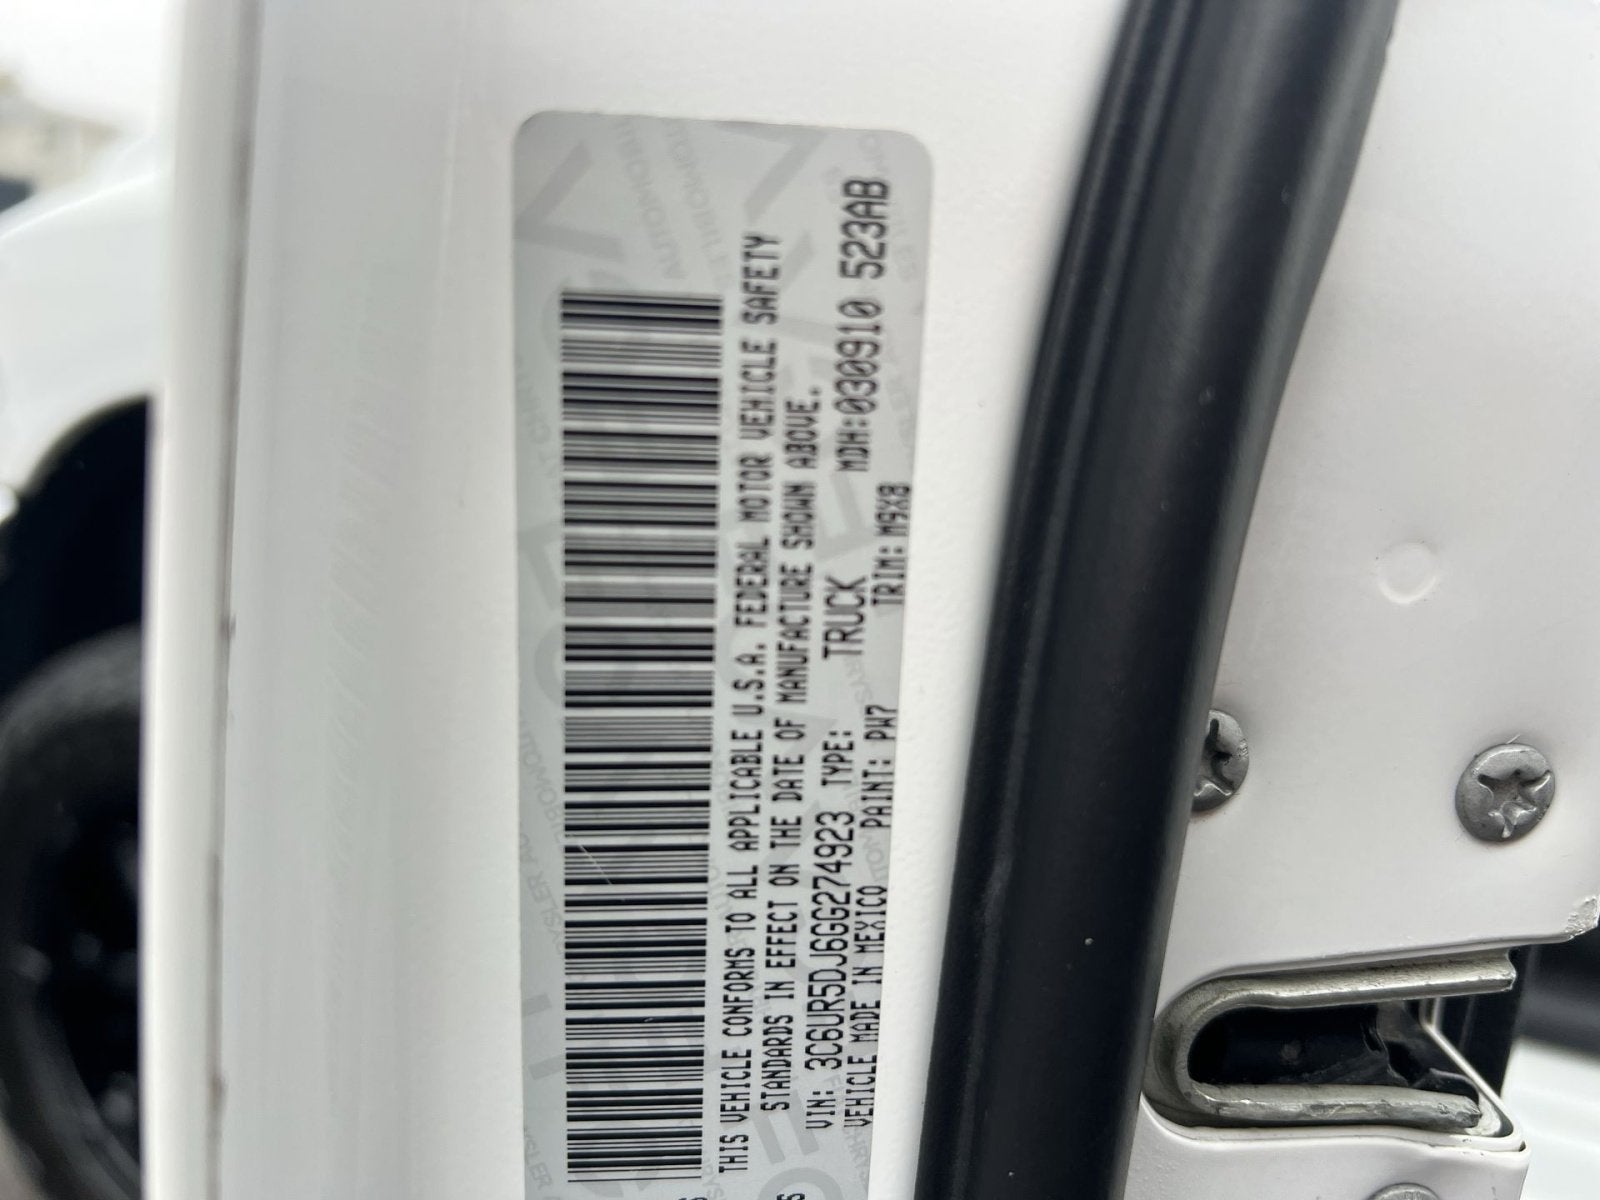 THIS VEHICLE CONFORMS TO ALL APPLICABLE U.S.A. FEDERAL MOTOR VEHICLE SAFETY
STANDARDS IN EFFECT ON THE DATE OF MANUFACTURE SHOWN ABOVE.
VIN: 3C6UR5DJ6GG274923 TYPE: TRUCK MDH:030910 523AB
VEHICLE MADE IN MEXICO PAINT: PW7 TRIM: M9X8